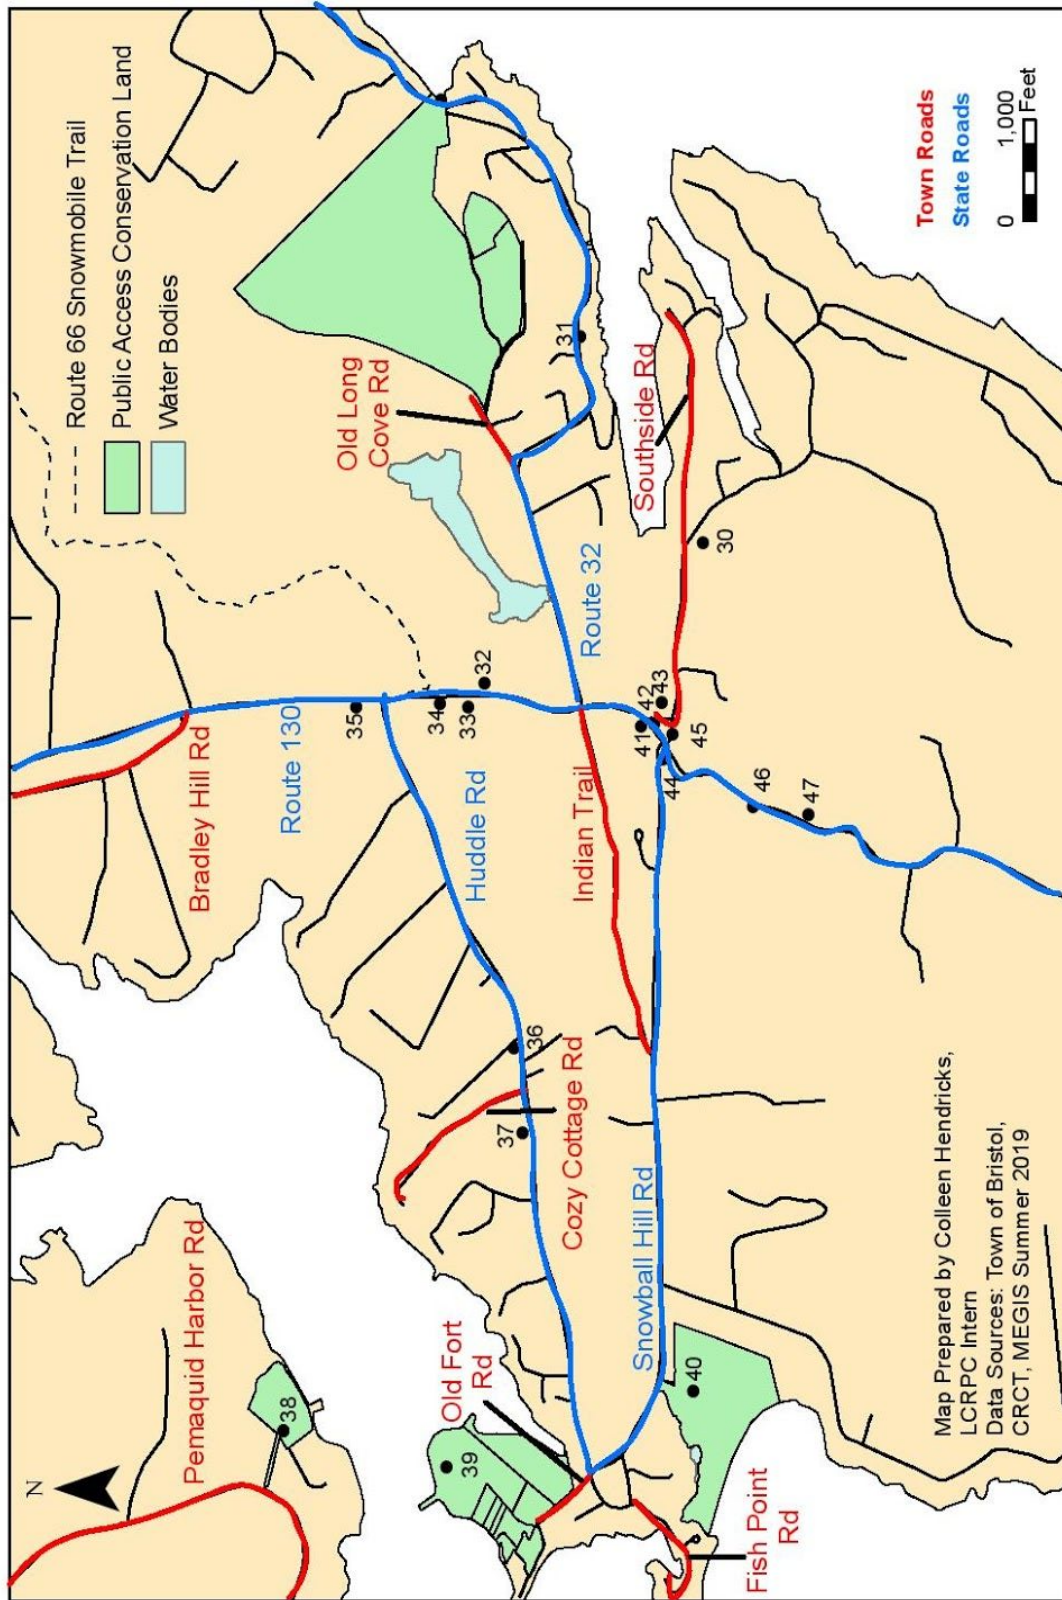 N
Pemaquid Harbor Rd
38
Bradley Hill Rd
Route 130
Route 66 Snowmobile Trail
Public Access Conservation Land
Water Bodies
Old Long
Cove Rd
35
34
33
32
Huddle Rd
36
37
Cozy Cottage Rd
39
Old Fort
Rd
Indian Trail
Route 32
31
Snowball Hill Rd
40
Fish Point
Rd
41
42
43
44
45
46
47
Southside Rd
30
Map Prepared by Colleen Hendricks,
LCRPC Intern
Data Sources: Town of Bristol,
CRCT, MEGIS Summer 2019
Town Roads
State Roads
0 1,000
Feet